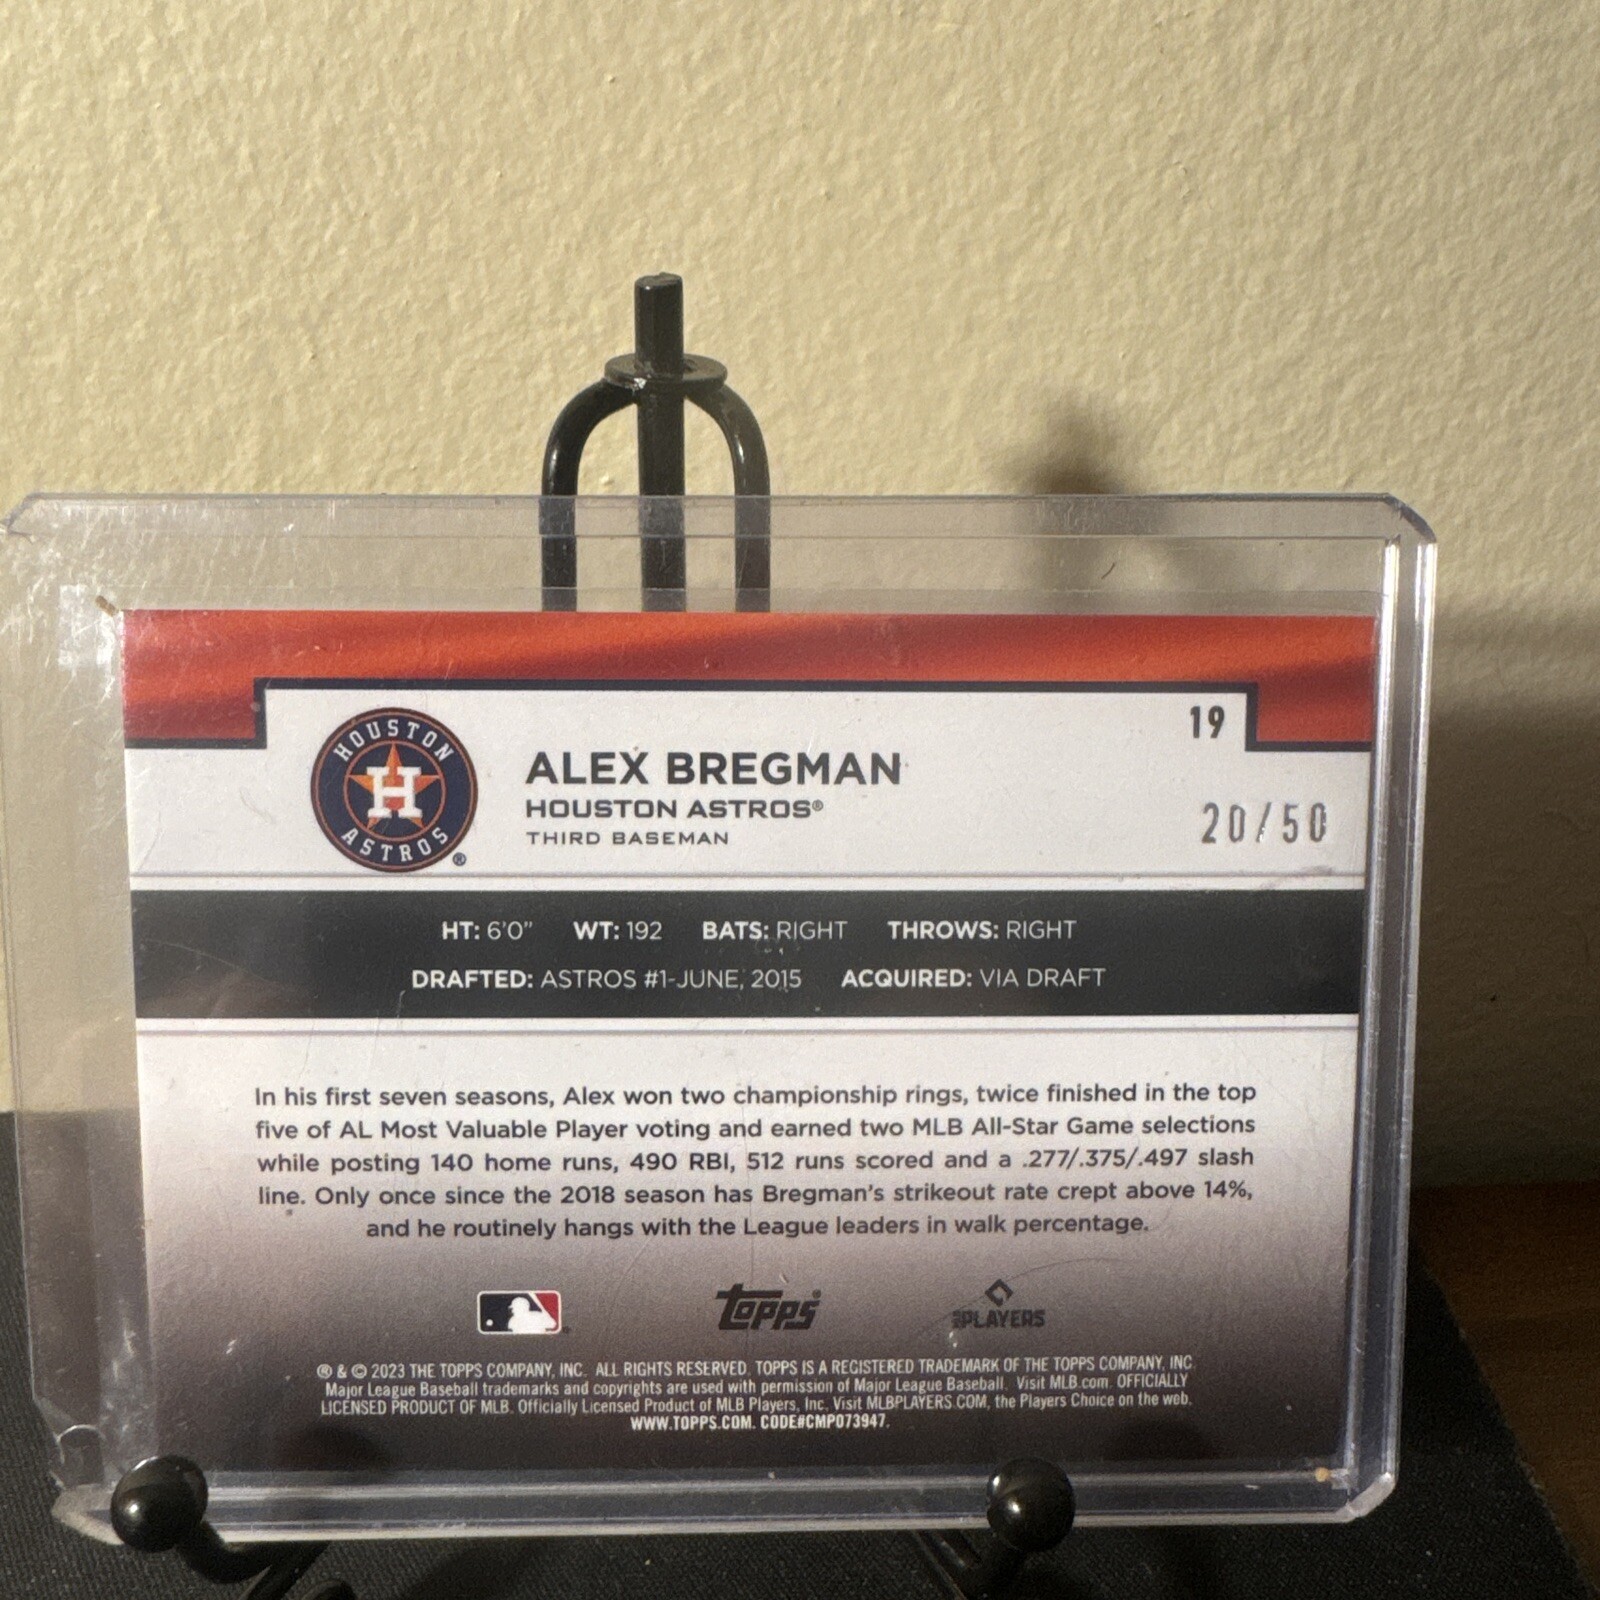 HOUSTON
H
ASTROS
®
19
ALEX BREGMAN
HOUSTON ASTROS®
THIRD BASEMAN
20/50
HT: 6'0" WT: 192 BATS: RIGHT THROWS: RIGHT
DRAFTED: ASTROS #1-JUNE, 2015 ACQUIRED: VIA DRAFT
In his first seven seasons, Alex won two championship rings, twice finished in the top
five of AL Most Valuable Player voting and earned two MLB All-Star Game selections
while posting 140 home runs, 490 RBI, 512 runs scored and a .277/.375/.497 slash
line. Only once since the 2018 season has Bregman's strikeout rate crept above 14%,
and he routinely hangs with the League leaders in walk percentage.
topps®
PLAYERS
® & © 2023 THE TOPPS COMPANY, INC. ALL RIGHTS RESERVED. TOPPS IS A REGISTERED TRADEMARK OF THE TOPPS COMPANY, INC.
Major League Baseball trademarks and copyrights are used with permission of Major League Baseball. Visit MLB.com. OFFICIALLY
LICENSED PRODUCT OF MLB. Officially Licensed Product of MLB Players, Inc. Visit MLBPLAYERS.COM, the Players Choice on the web.
WWW.TOPPS.COM. CODE#CMP073947.